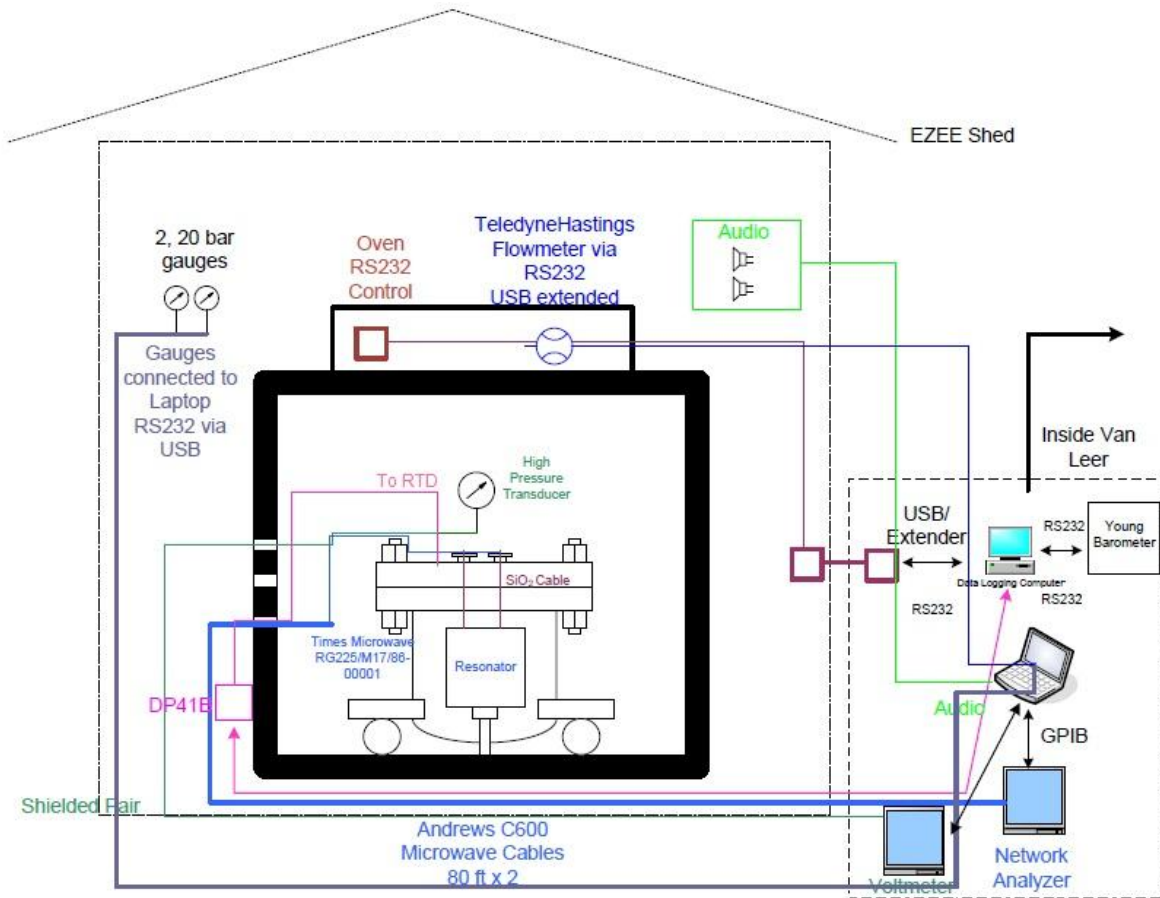 EZEE Shed
2, 20 bar
gauges
Oven
RS232
Control
TeledyneHastings
Flowmeter via
RS232
USB extended
Audio
Gauges
connected to
Laptop
RS232 via
USB
Inside Van
Leer
To RTD
High
Pressure
Transducer
USB/
Extender
RS232
Young
Barometer
SiO2 Cable
Data Logging Computer
RS232
RS232
Times Microwave
RG225/M17/86-
00001
Resonator
DP41B
Audio
GPIB
Shielded Pair
Andrews C600
Microwave Cables
80 ft x 2
Network
Analyzer
Voltmeter